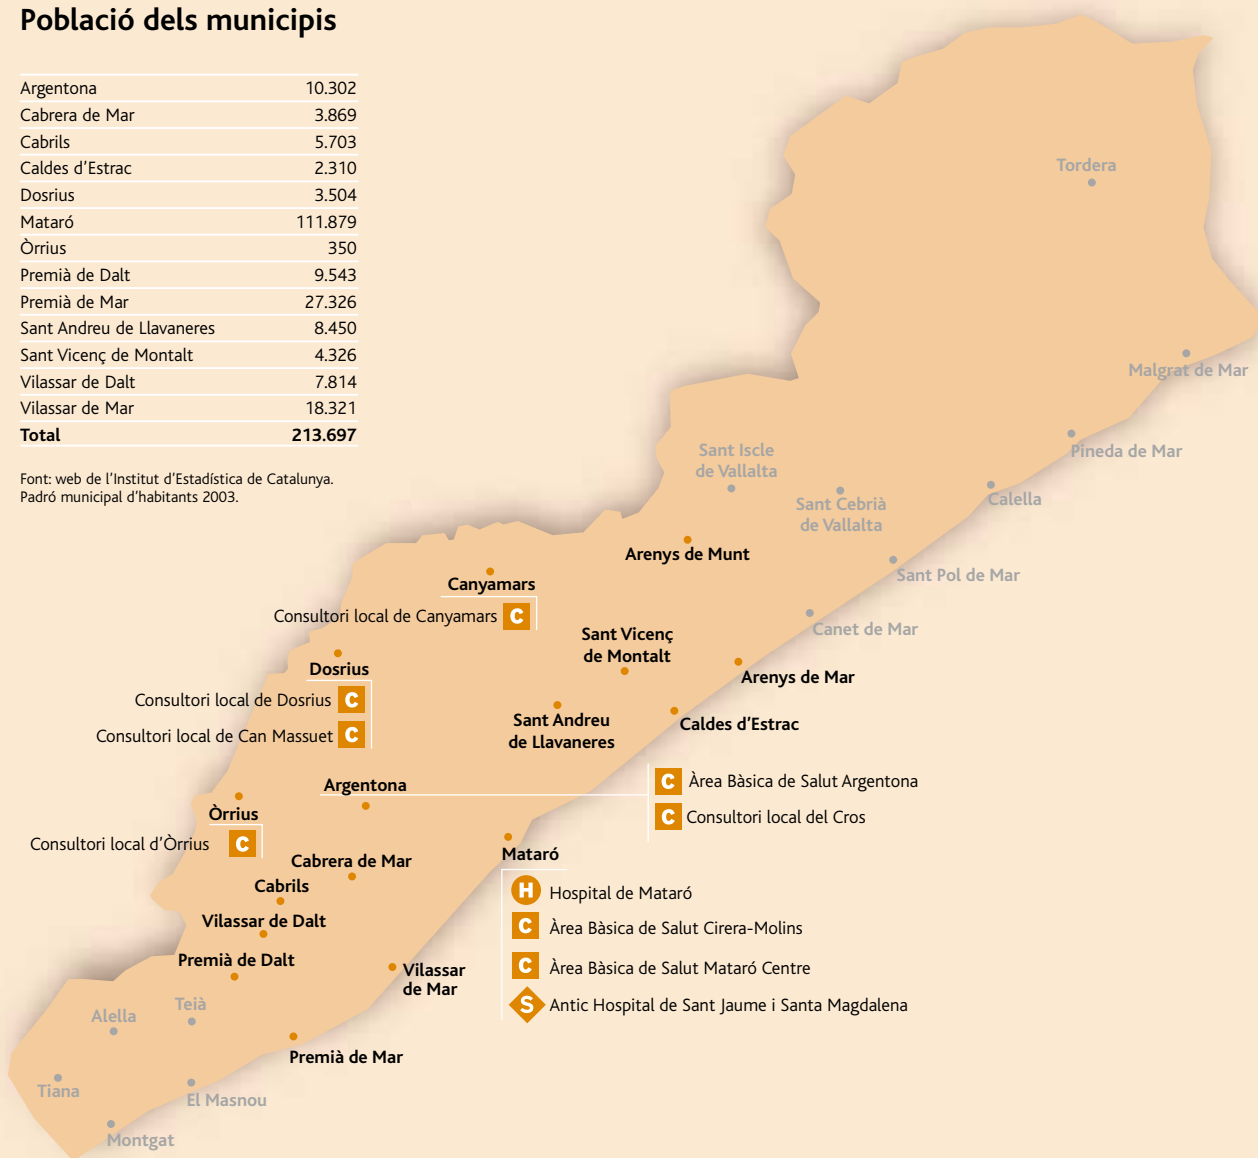 Població dels municipis
Argentona 10.302
Cabrera de Mar 3.869
Cabrils 5.703
Caldes d'Estrac 2.310
Dosrius 3.504
Mataró 111.879
Òrrius 350
Premià de Dalt 9.543
Premià de Mar 27.326
Sant Andreu de Llavaneres 8.450
Sant Vicenç de Montalt 4.326
Vilassar de Dalt 7.814
Vilassar de Mar 18.321
Total 213.697
Font: web de l'Institut d'Estadística de Catalunya.
Padró municipal d'habitants 2003.
Tordera
Malgrat de Mar
Pineda de Mar
Sant Iscle
de Vallalta
Sant Cebrià
de Vallalta
Calella
Arenys de Munt
Sant Pol de Mar
Canyamars
Consultori local de Canyamars C
Canet de Mar
Sant Vicenç
de Montalt
Dosrius
Consultori local de Dosrius C
Consultori local de Can Massuet C
Arenys de Mar
Sant Andreu
de Llavaneres
Caldes d'Estrac
Argentona
C Àrea Bàsica de Salut Argentona
C Consultori local del Cros
Òrrius
Consultori local d'Òrrius C
Cabrera de Mar
Cabrils
Vilassar de Dalt
Premià de Dalt
Mataró
H Hospital de Mataró
C Àrea Bàsica de Salut Cirera-Molins
C Àrea Bàsica de Salut Mataró Centre
S Antic Hospital de Sant Jaume i Santa Magdalena
Vilassar
de Mar
Teià
Alella
Premià de Mar
Tiana
El Masnou
Montgat